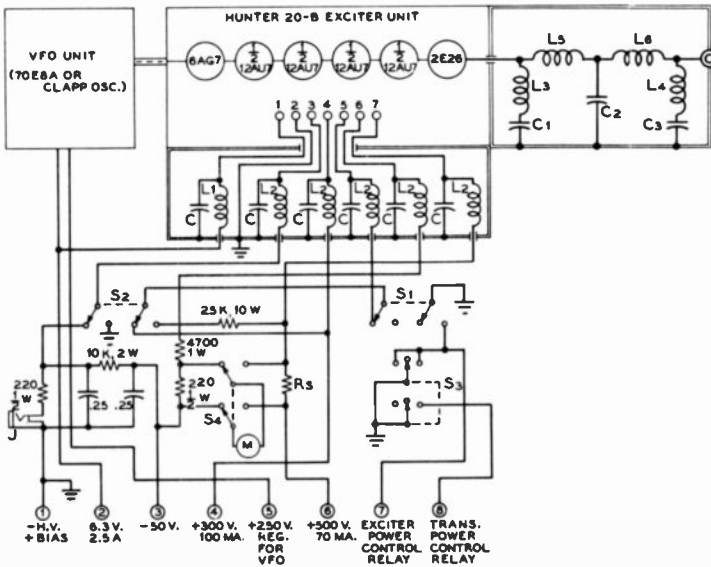 HUNTER 20-B EXCITER UNIT
VFO UNIT
(70E8A OR
CLAPP OSC.)
6AG7
1/2 12AU7
1/2 12AU7
1/2 12AU7
1/2 12AU7
2E26
L5
L6
L3
L4
C1
C2
C3
1 2 3 4 5 6 7
L1 L2 L2 L2 L2 L2
C C C C C C
S2
S1
25 K, 10 W
4700
1 W
10 K, 2 W
220
1/2 W
220
1/2 W
RS
S3
.25 .25
S4
J
M
1 2 3 4 5 6 7 8
-H.V.
+BIAS
6.3 V.
2.5 A
-50 V.
+300 V.
100 MA.
+250 V.
REG.
FOR
VFO
+500 V.
70 MA.
EXCITER
POWER
CONTROL
RELAY
TRANS.
POWER
CONTROL
RELAY